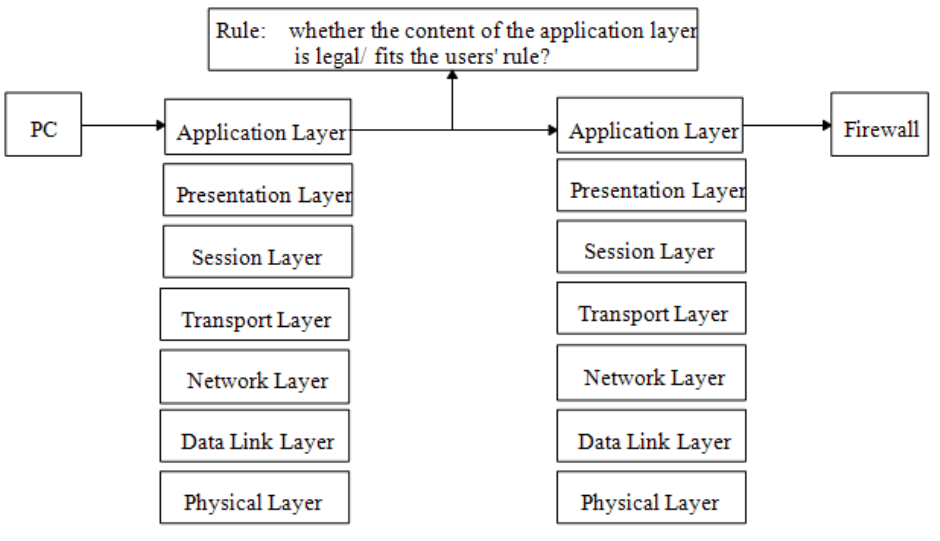 Rule: whether the content of the application layer
is legal/ fits the users' rule?
PC
Application Layer
Application Layer
Firewall
Presentation Layer
Presentation Layer
Session Layer
Session Layer
Transport Layer
Transport Layer
Network Layer
Network Layer
Data Link Layer
Data Link Layer
Physical Layer
Physical Layer